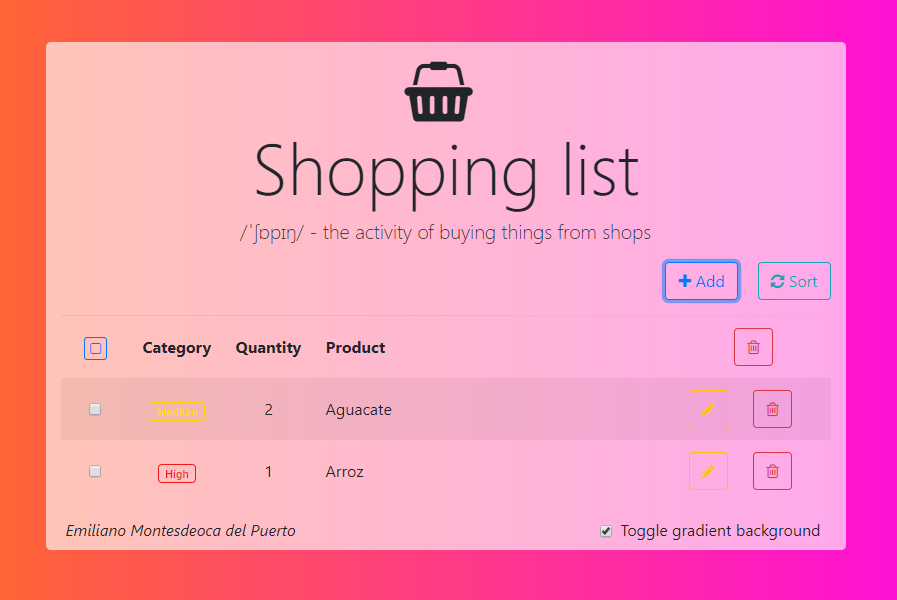 Shopping list
/ˈʃɒpɪŋ/ - the activity of buying things from shops
Add Sort
Category Quantity Product
Medium 2 Aguacate
High 1 Arroz
Emiliano Montesdeoca del Puerto Toggle gradient background